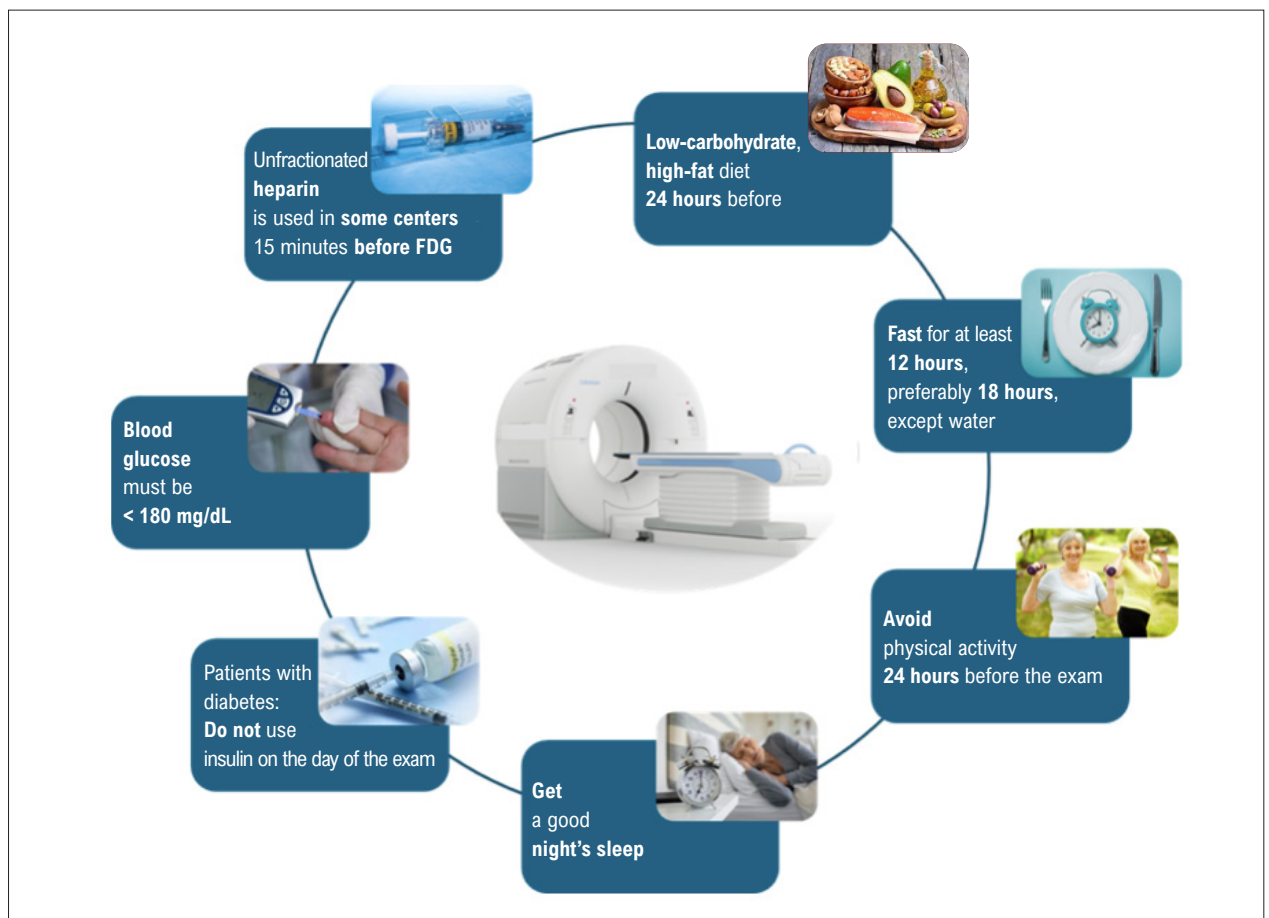 Low-carbohydrate,
high-fat diet
24 hours before
Fast for at least
12 hours,
preferably 18 hours,
except water
Avoid
physical activity
24 hours before the exam
Get
a good
night's sleep
Patients with
diabetes:
Do not use
insulin on the day of the exam
Blood
glucose
must be
< 180 mg/dL
Unfractionated
heparin
is used in some centers
15 minutes before FDG